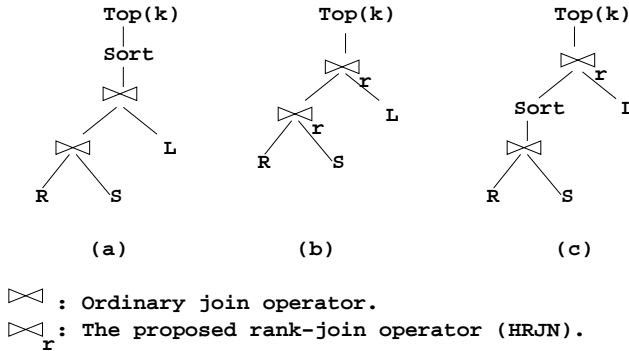 Top(k) Top(k) Top(k)
Sort
r r
L Sort L
r
L
R S R S
R S
(a) (b) (c)
: Ordinary join operator.
r : The proposed rank-join operator (HRJN).